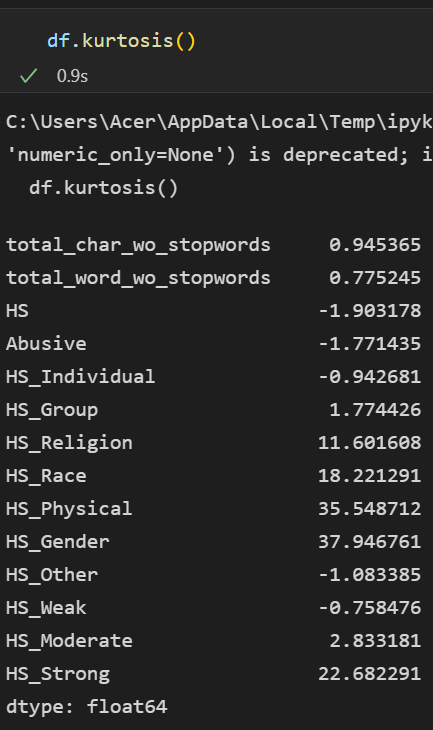 df.kurtosis()
0.9s
C:\Users\Acer\AppData\Local\Temp\ipyk
'numeric_only=None') is deprecated; i
df.kurtosis()
total_char_wo_stopwords 0.945365
total_word_wo_stopwords 0.775245
HS -1.903178
Abusive -1.771435
HS_Individual -0.942681
HS_Group 1.774426
HS_Religion 11.601608
HS_Race 18.221291
HS_Physical 35.548712
HS_Gender 37.946761
HS_Other -1.083385
HS_Weak -0.758476
HS_Moderate 2.833181
HS_Strong 22.682291
dtype: float64